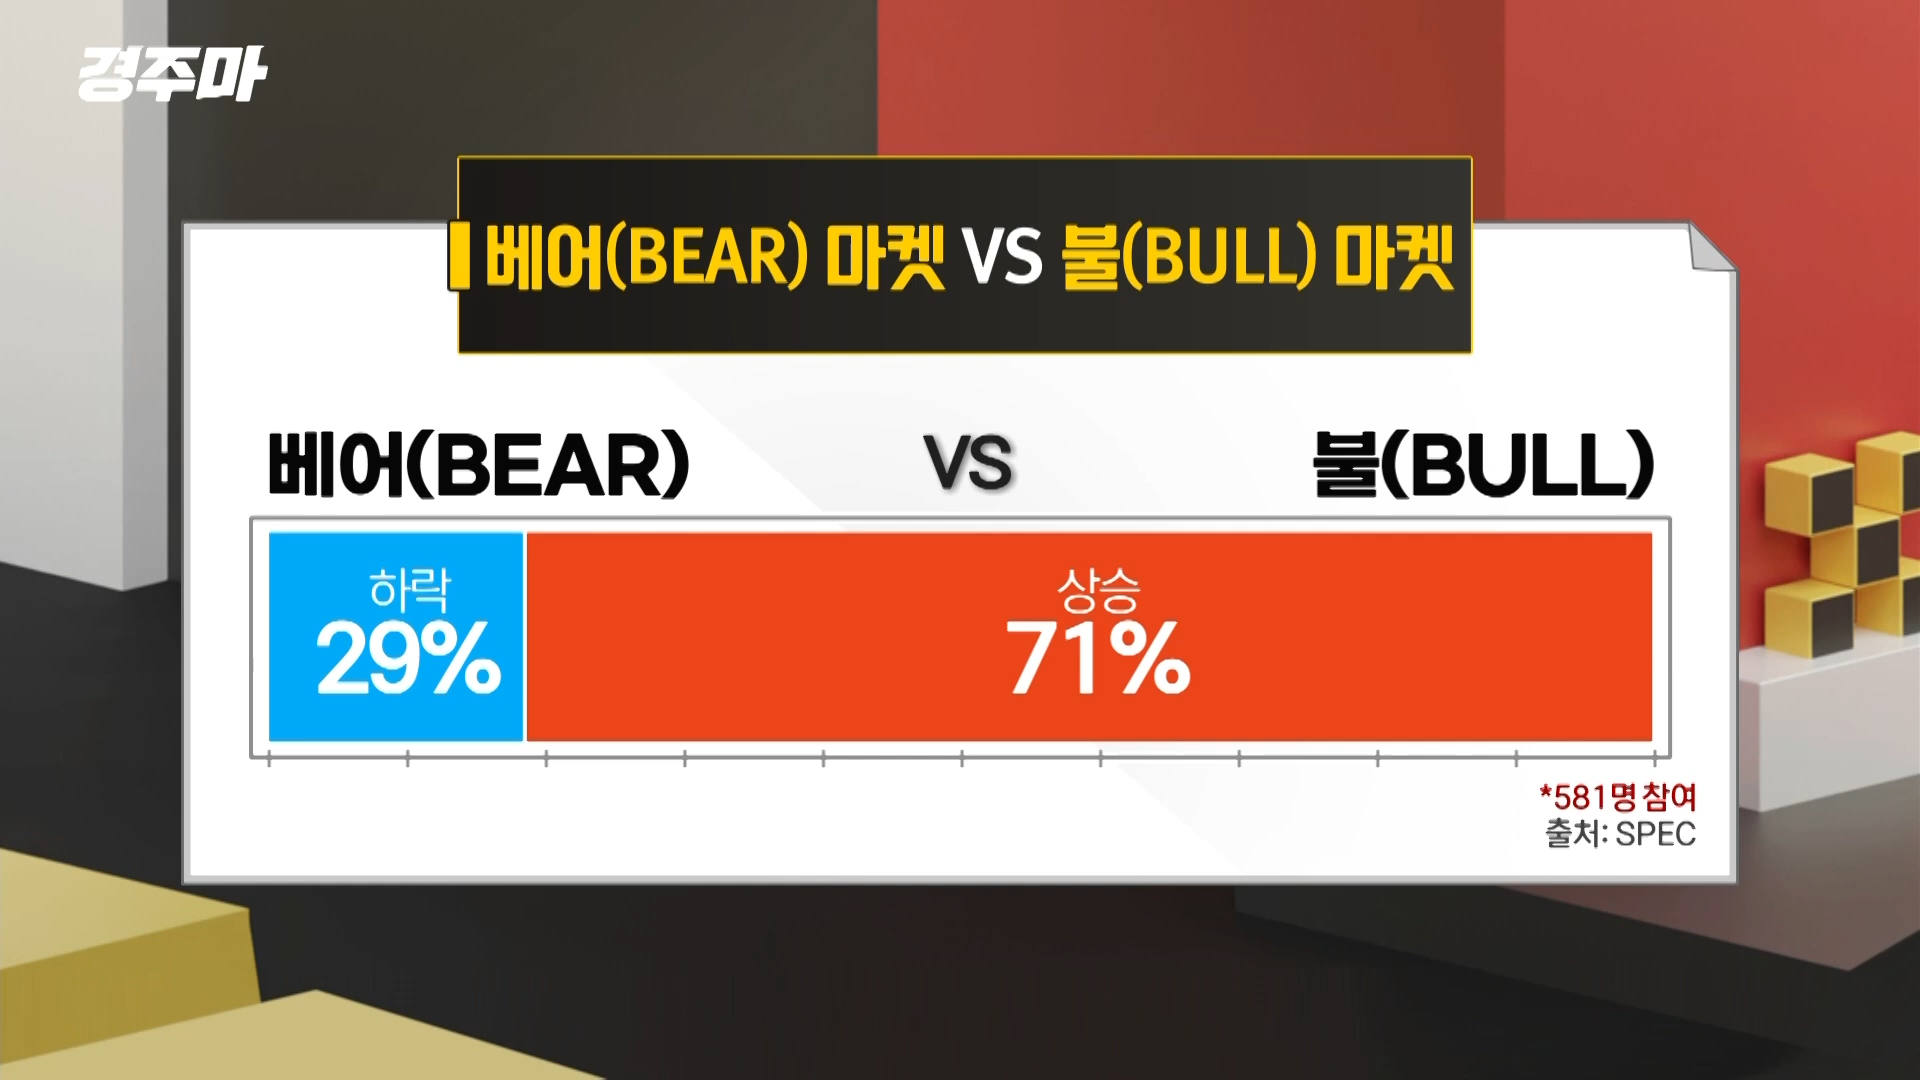 경주마
베어(BEAR) 마켓 VS 불(BULL) 마켓
베어(BEAR) VS 불(BULL)
하락 상승
29% 71%
*581명 참여
출처: SPEC